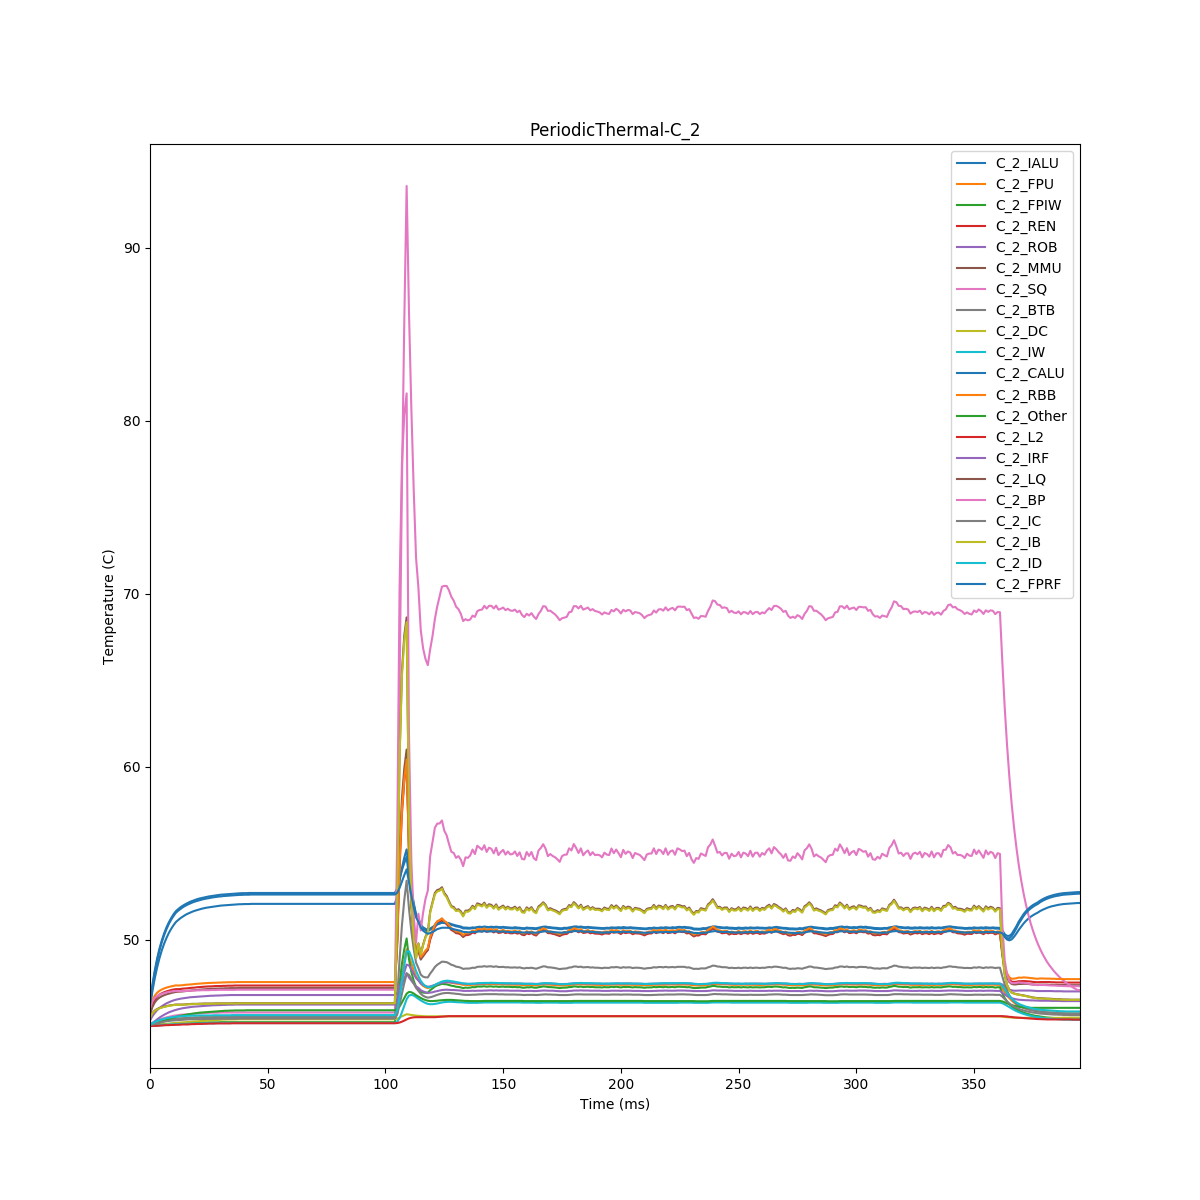 PeriodicThermal-C_2
C_2_IALU
C_2_FPU
C_2_FPIW
C_2_REN
C_2_ROB
C_2_MMU
C_2_SQ
C_2_BTB
C_2_DC
C_2_IW
C_2_CALU
C_2_RBB
C_2_Other
C_2_L2
C_2_IRF
C_2_LQ
C_2_BP
C_2_IC
C_2_IB
C_2_ID
C_2_FPRF
90
80
70
60
50
Temperature (C)
0 50 100 150 200 250 300 350
Time (ms)